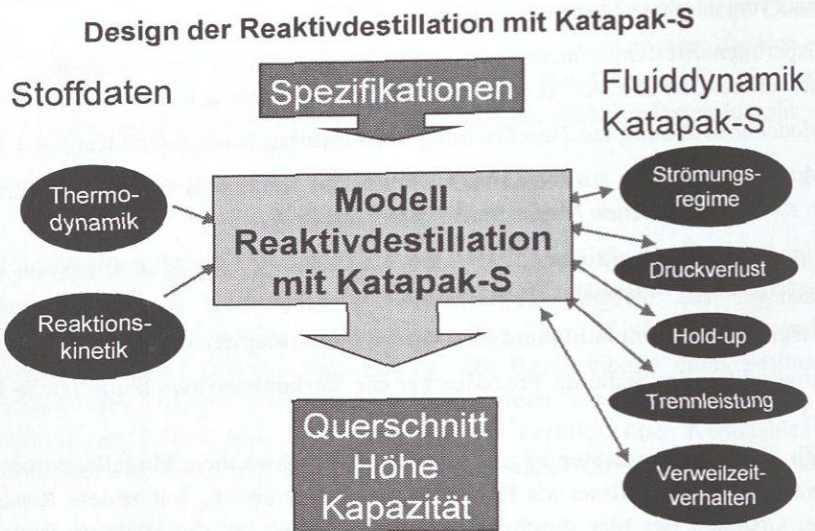 Design der Reaktivdestillation mit Katapak-S
Stoffdaten
Spezifikationen
Fluiddynamik
Katapak-S
Thermo-
dynamik
Reaktions-
kinetik
Modell
Reaktivdestillation
mit Katapak-S
Strömungs-
regime
Druckverlust
Hold-up
Trennleistung
Verweilzeit-
verhalten
Querschnitt
Höhe
Kapazität